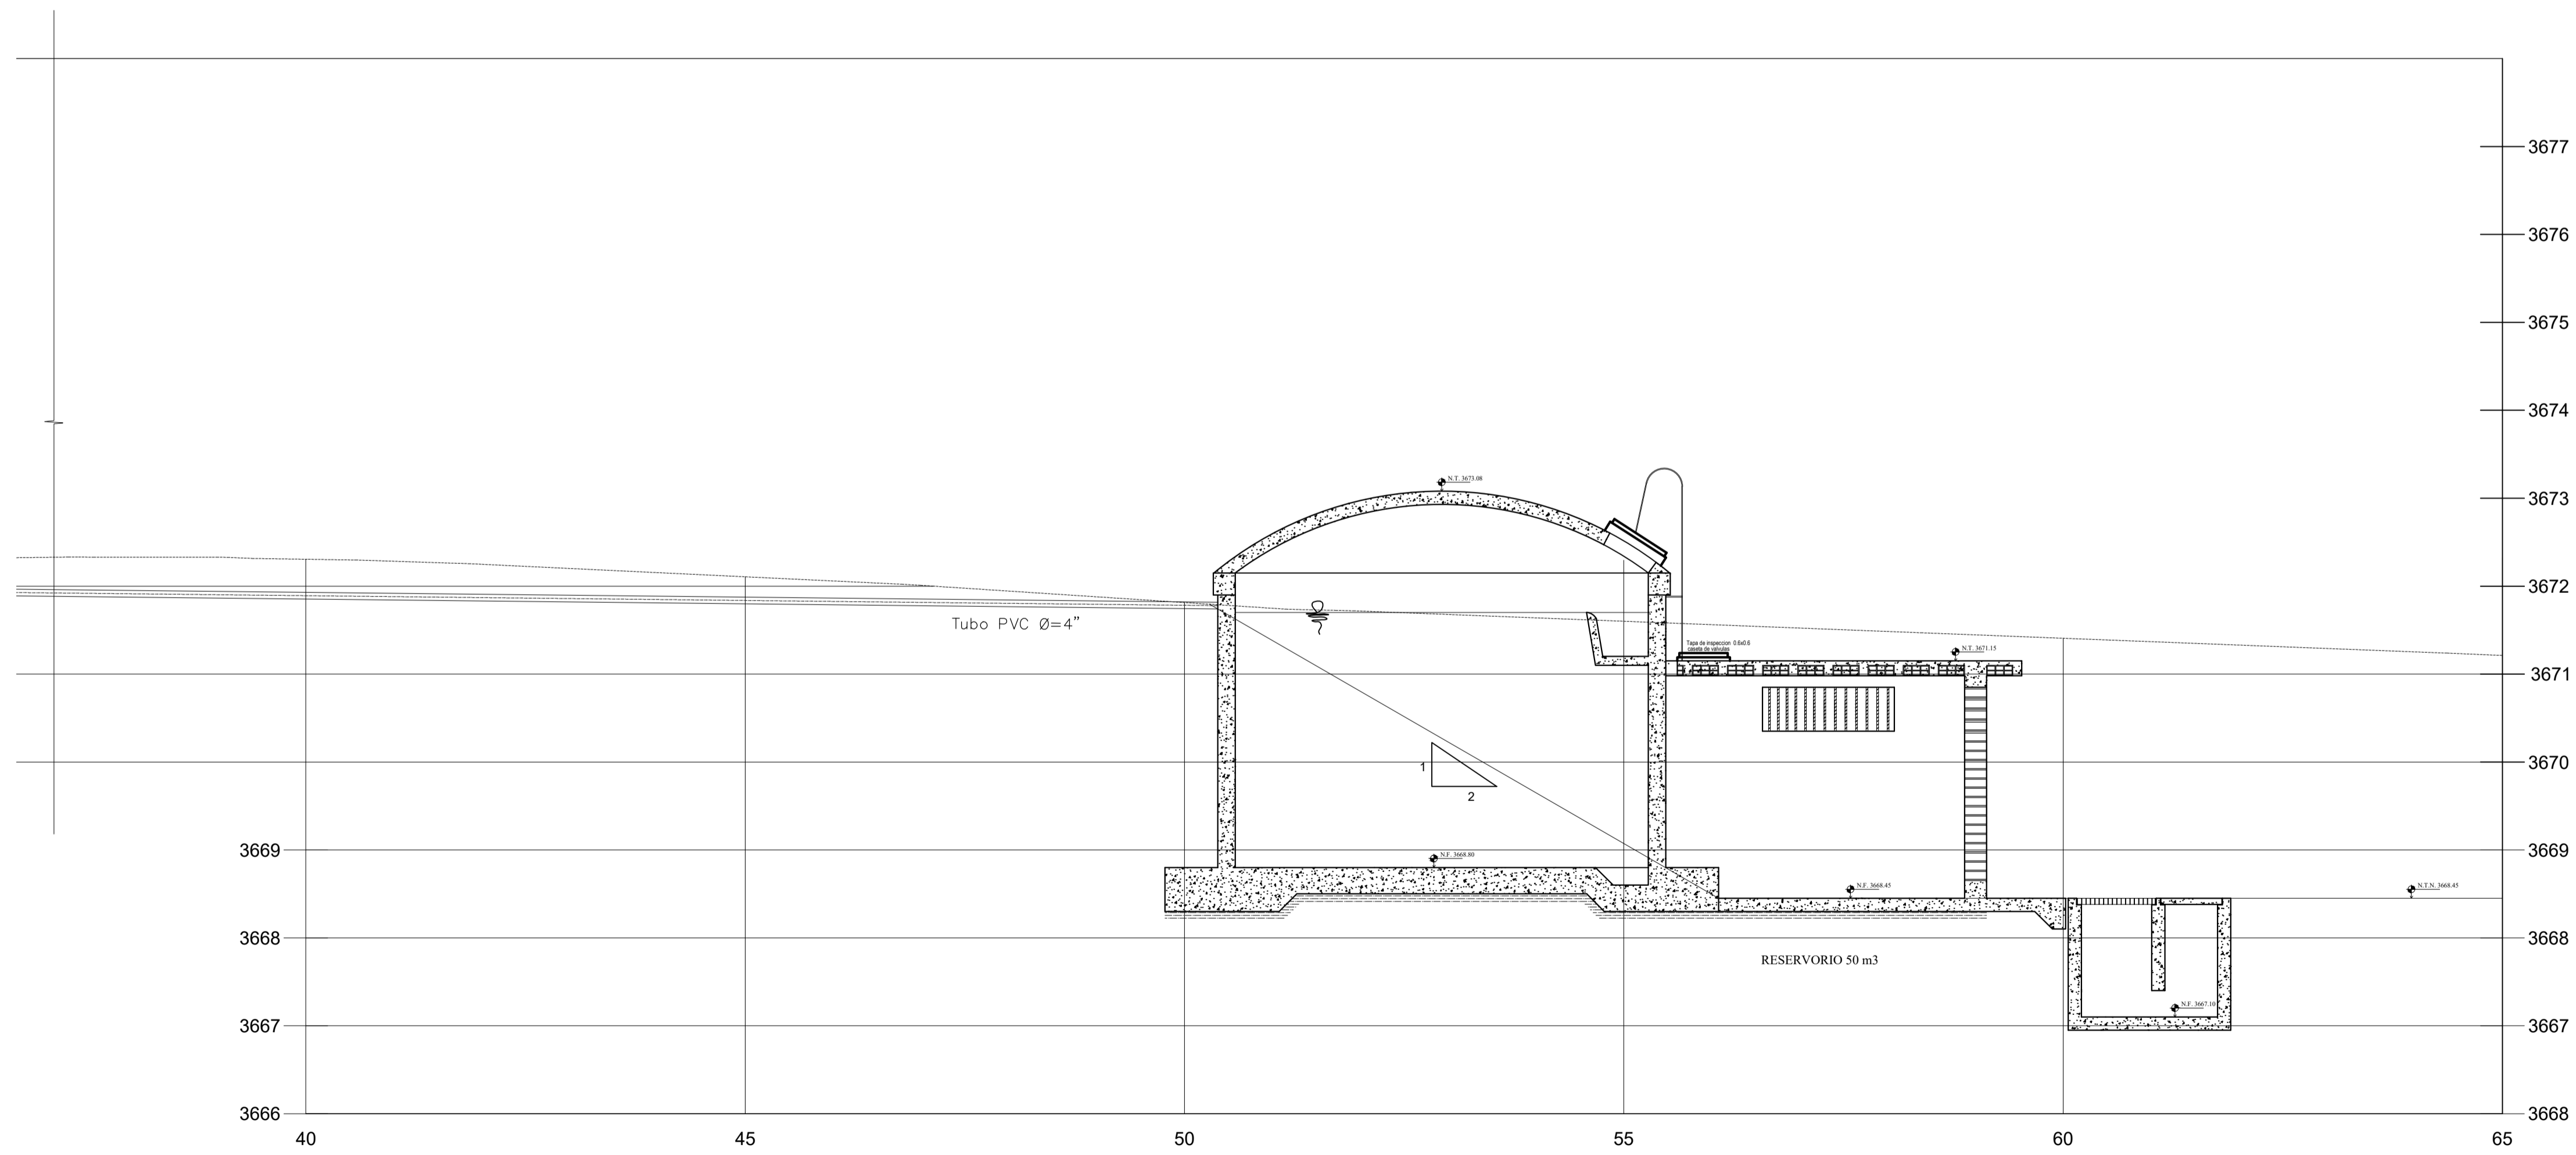 3677
3676
3675
3674
N.T. 3673.08
3673
3672
Tubo PVC Ø=4"
Tapa de inspeccion 0.6x0.6
caseta de valvulas
N.T. 3671.15
3671
1
2
3670
3669
N.F. 3668.80
3669
N.F. 3668.45
N.T.N. 3668.45
3668
3668
RESERVORIO 50 m3
N.F. 3667.10
3667
3667
3666
3668
40
45
50
55
60
65